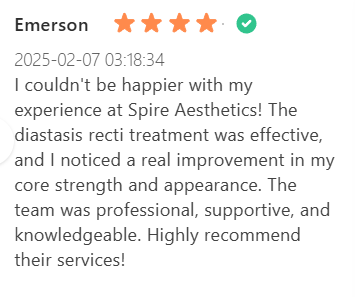 Emerson
2025-02-07 03:18:34
I couldn't be happier with my
experience at Spire Aesthetics! The
diastasis recti treatment was effective,
and I noticed a real improvement in my
core strength and appearance. The
team was professional, supportive, and
knowledgeable. Highly recommend
their services!